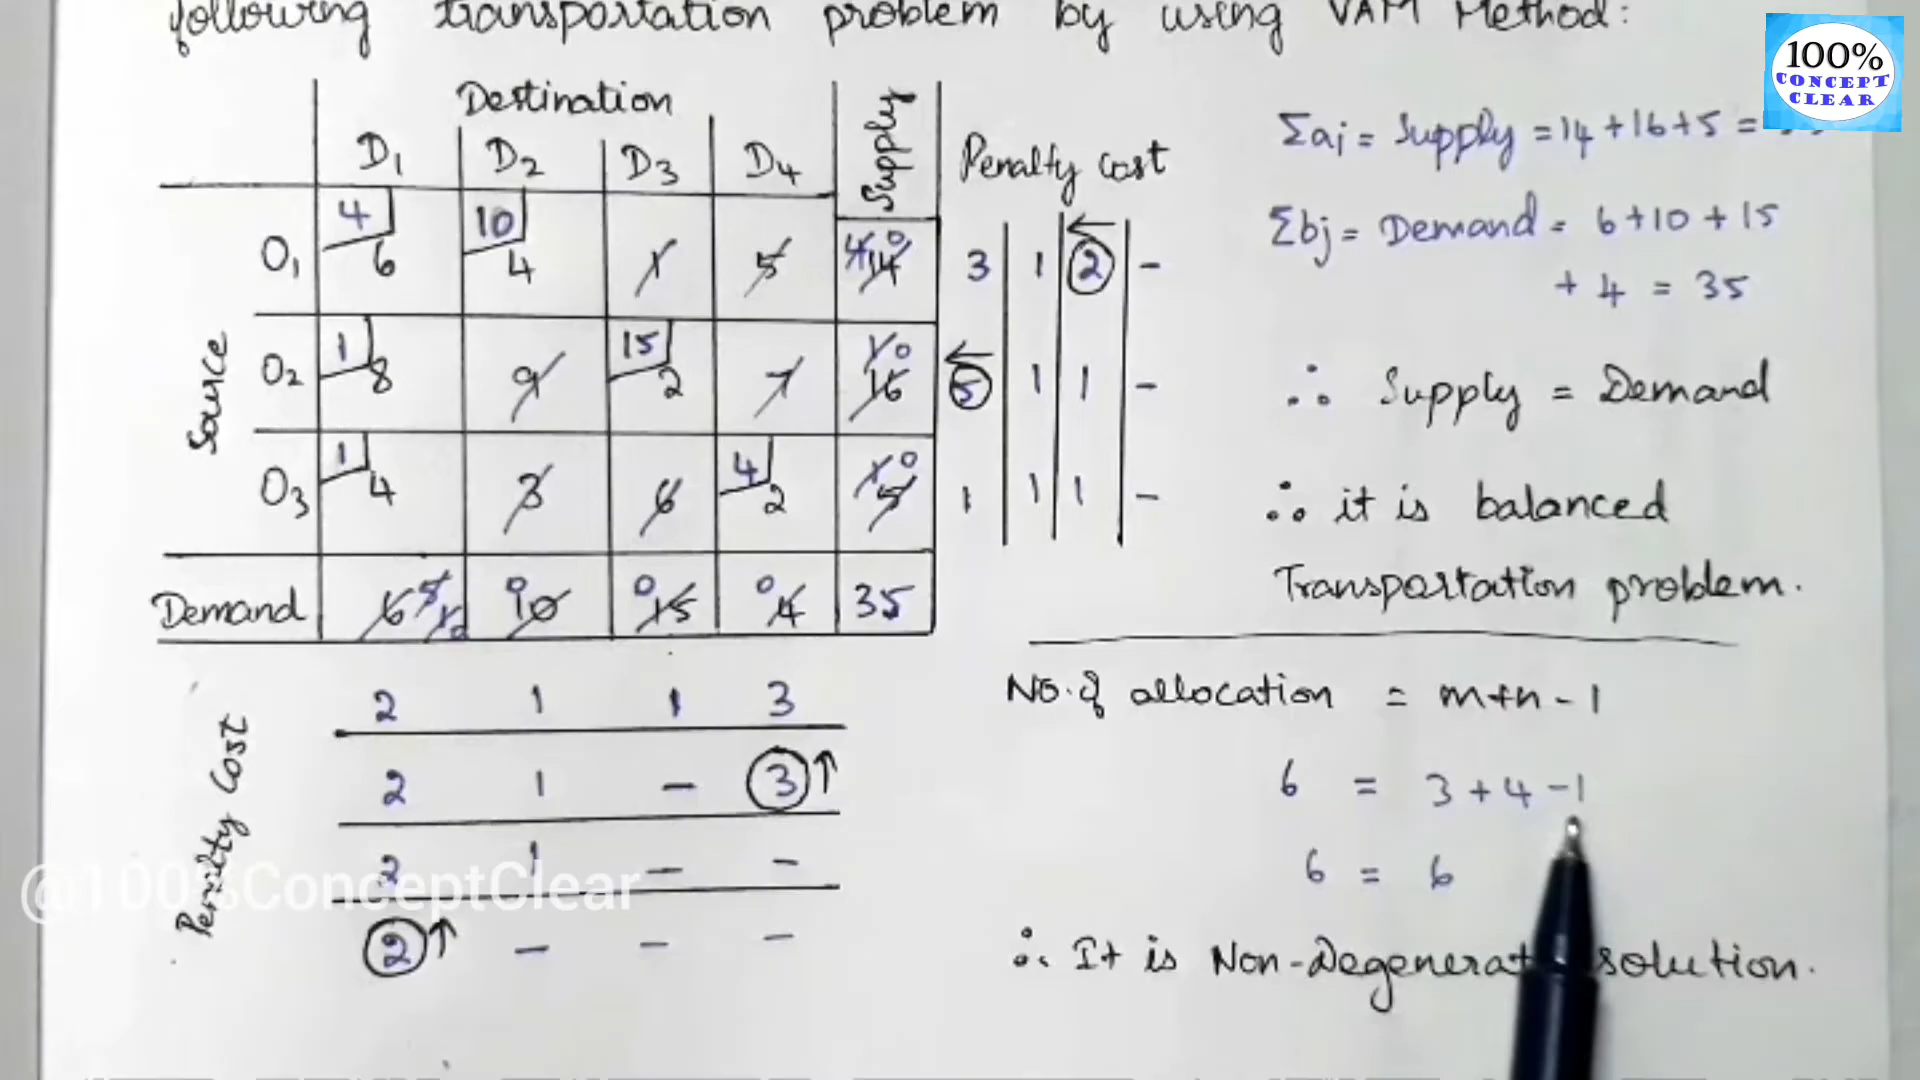 following transportation problem by using VAM Method:
100%
CONCEPT
CLEAR
Destination
D1 D2 D3 D4 Supply Penalty Cost
Source
O1 4 6 10 4 1 5 14 4 0 3 1 2 -
O2 1 8 9 15 2 7 16 1 0 5 1 1 -
O3 1 4 3 6 4 2 5 1 0 1 1 1 -
Demand 6 5 1 0 10 0 15 0 4 0 35
Penalty Cost
2 1 1 3
2 1 - 3 ↑
2 1 - -
2 ↑ - - -
Σai = Supply = 14 + 16 + 5 =
Σbj = Demand = 6 + 10 + 15
+ 4 = 35
∴ Supply = Demand
∴ it is balanced
Transportation problem.
No. of allocation = m+n-1
6 = 3 + 4 - 1
6 = 6
∴ It is Non-Degenerat solution.
@100%ConceptClear